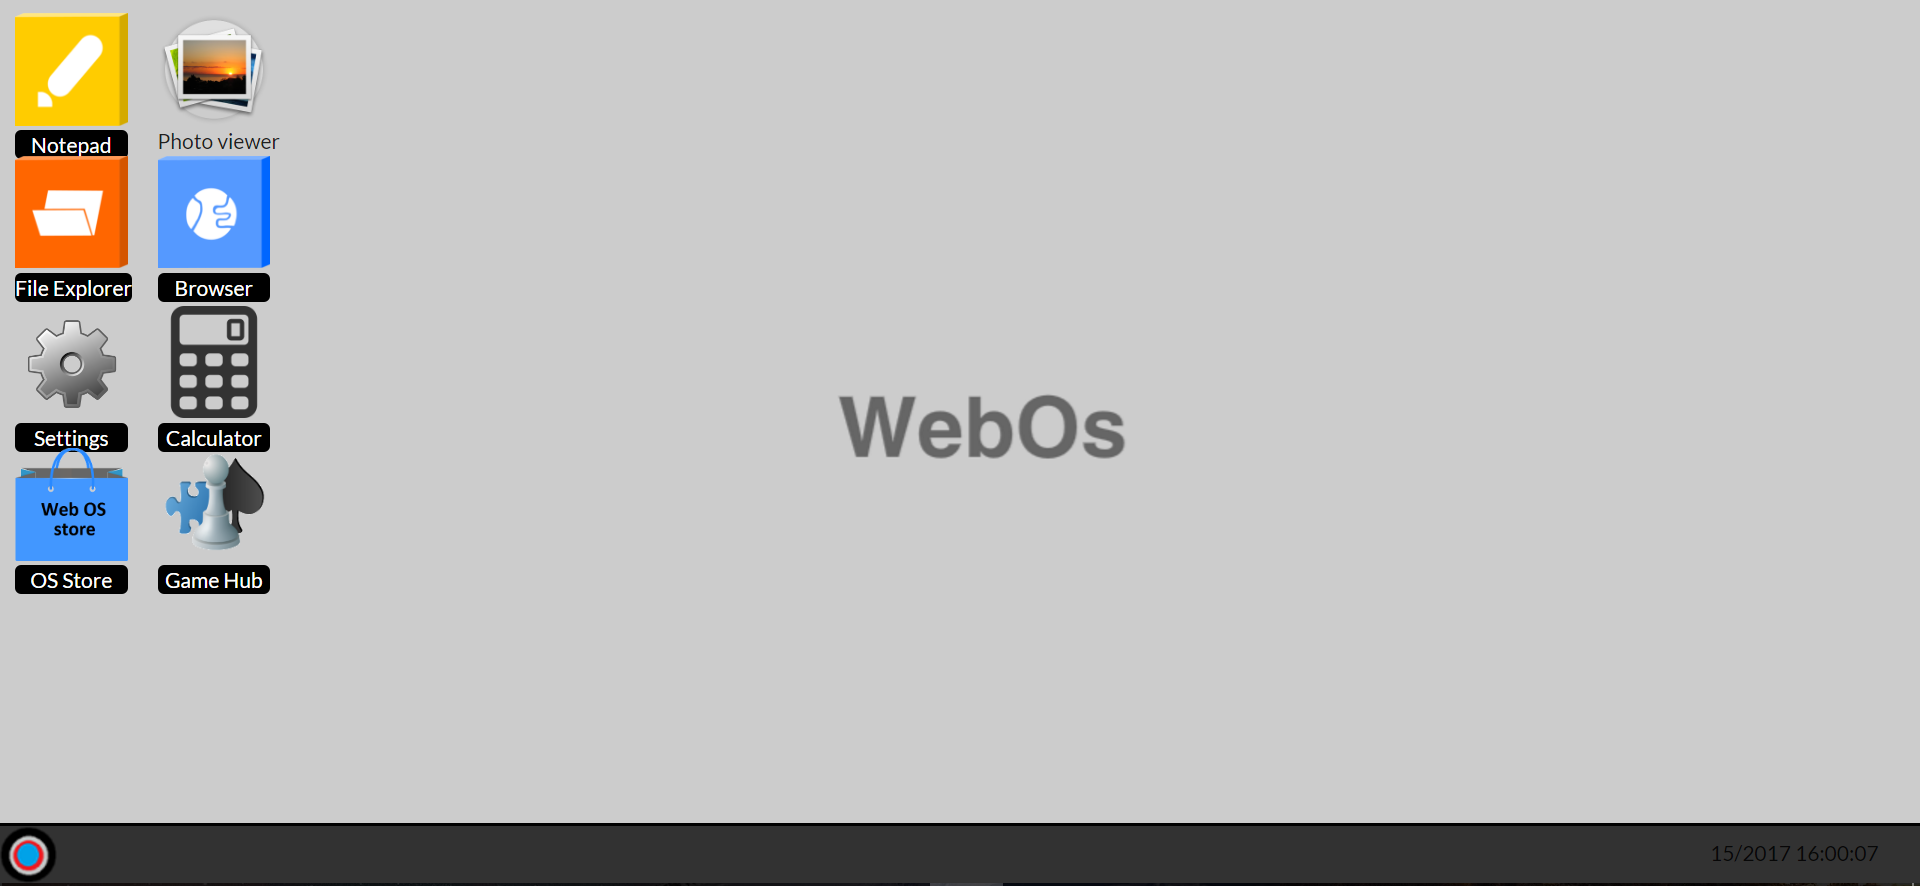 Notepad
Photo viewer
File Explorer
Browser
0
Settings
Calculator
WebOs
Web OS
store
OS Store
Game Hub
15/2017 16:00:07